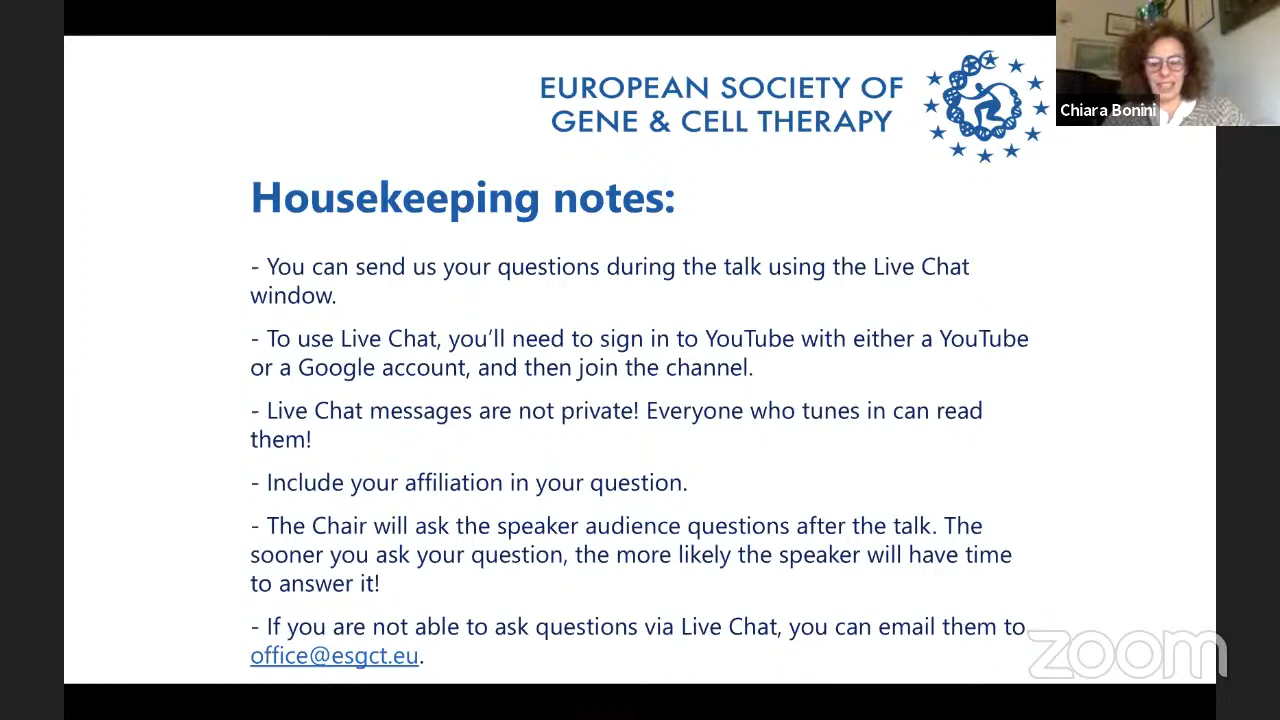 EUROPEAN SOCIETY OF
GENE & CELL THERAPY
Chiara Bonini
Housekeeping notes:
- You can send us your questions during the talk using the Live Chat
window.
- To use Live Chat, you’ll need to sign in to YouTube with either a YouTube
or a Google account, and then join the channel.
- Live Chat messages are not private! Everyone who tunes in can read
them!
- Include your affiliation in your question.
- The Chair will ask the speaker audience questions after the talk. The
sooner you ask your question, the more likely the speaker will have time
to answer it!
- If you are not able to ask questions via Live Chat, you can email them to
office@esgct.eu.
zoom